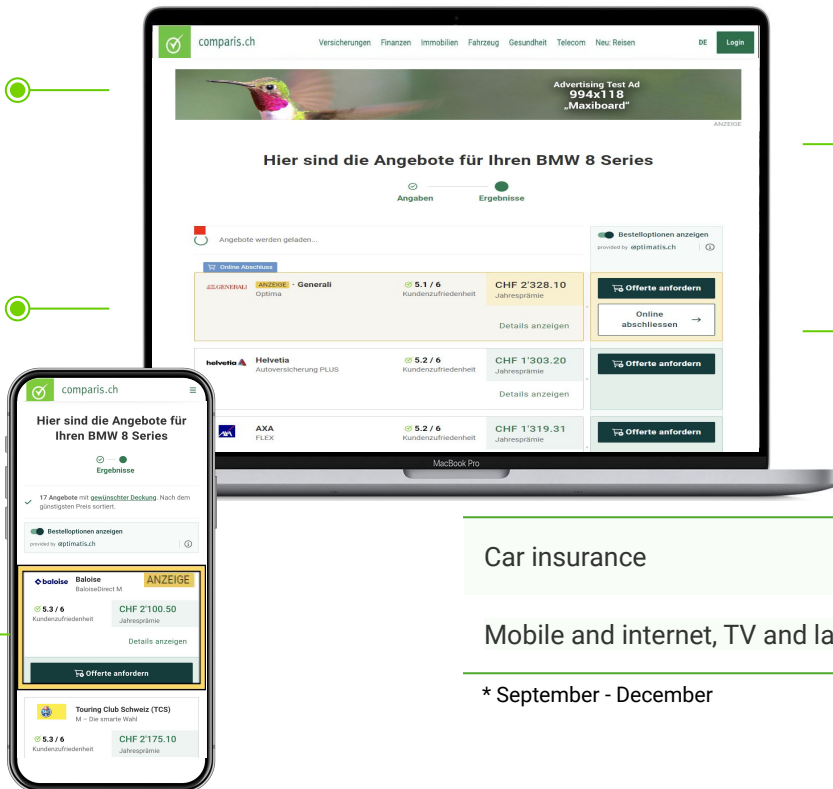 comparis.ch
Versicherungen Finanzen Immobilien Fahrzeug Gesundheit Telecom Neu: Reisen DE Login
Advertising Test Ad
994x118
„Maxiboard"
ANZEIGE
Hier sind die Angebote für Ihren BMW 8 Series
Angaben Ergebnisse
Angebote werden geladen...
Bestelloptionen anzeigen
provided by optimatis.ch
Online Abschluss
GENERALI ANZEIGE · Generali 5.1 / 6 CHF 2'328.10 Offerte anfordern
Optima Kundenzufriedenheit Jahresprämie
Online
abschliessen →
Details anzeigen
helvetia Helvetia 5.2 / 6 CHF 1'303.20 Offerte anfordern
Autoversicherung PLUS Kundenzufriedenheit Jahresprämie
Details anzeigen
AXA AXA 5.2 / 6 CHF 1'319.31 Offerte anfordern
FLEX Kundenzufriedenheit Jahresprämie
MacBook Pro
comparis.ch
Hier sind die Angebote für
Ihren BMW 8 Series
Ergebnisse
17 Angebote mit gewünschter Deckung. Nach dem
günstigsten Preis sortiert.
Bestelloptionen anzeigen
provided by optimatis.ch
baloise Baloise ANZEIGE
BaloiseDirect M
5.3 / 6 CHF 2'100.50
Kundenzufriedenheit Jahresprämie
Details anzeigen
Offerte anfordern
Touring Club Schweiz (TCS)
M – Die smarte Wahl
5.3 / 6 CHF 2'175.10
Kundenzufriedenheit Jahresprämie
Car insurance
Mobile and internet, TV and la
* September - December